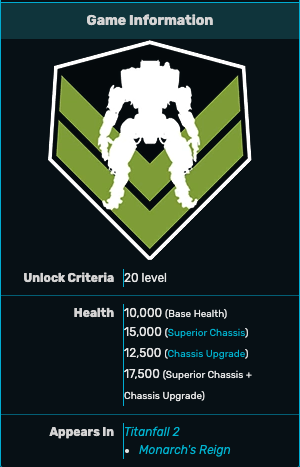 Game Information
Unlock Criteria 20 level
Health 10,000 (Base Health)
15,000 (Superior Chassis)
12,500 (Chassis Upgrade)
17,500 (Superior Chassis +
Chassis Upgrade)
Appears In Titanfall 2
• Monarch's Reign